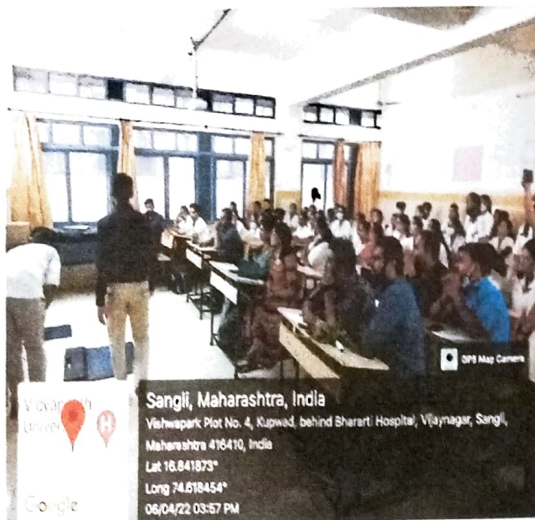 GPS Map Camera
Sangli, Maharashtra, India
Vishwapark Plot No. 4, Kupwad, behind Bhararti Hospital, Vijaynagar, Sangli,
Maharashtra 416410, India
Lat 16.841873°
Long 74.618454°
06/04/22 03:57 PM
H
Google